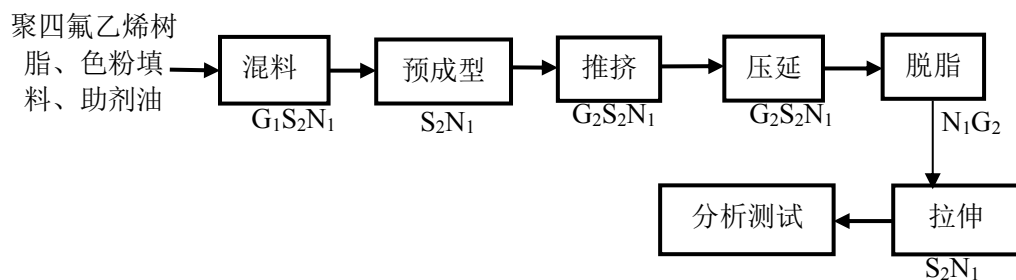 聚四氟乙烯树
脂、色粉填
料、助剂油
混料
预成型
推挤
压延
脱脂
G₁S₂N₁
S₂N₁
G₂S₂N₁
G₂S₂N₁
N₁G₂
分析测试
拉伸
S₂N₁